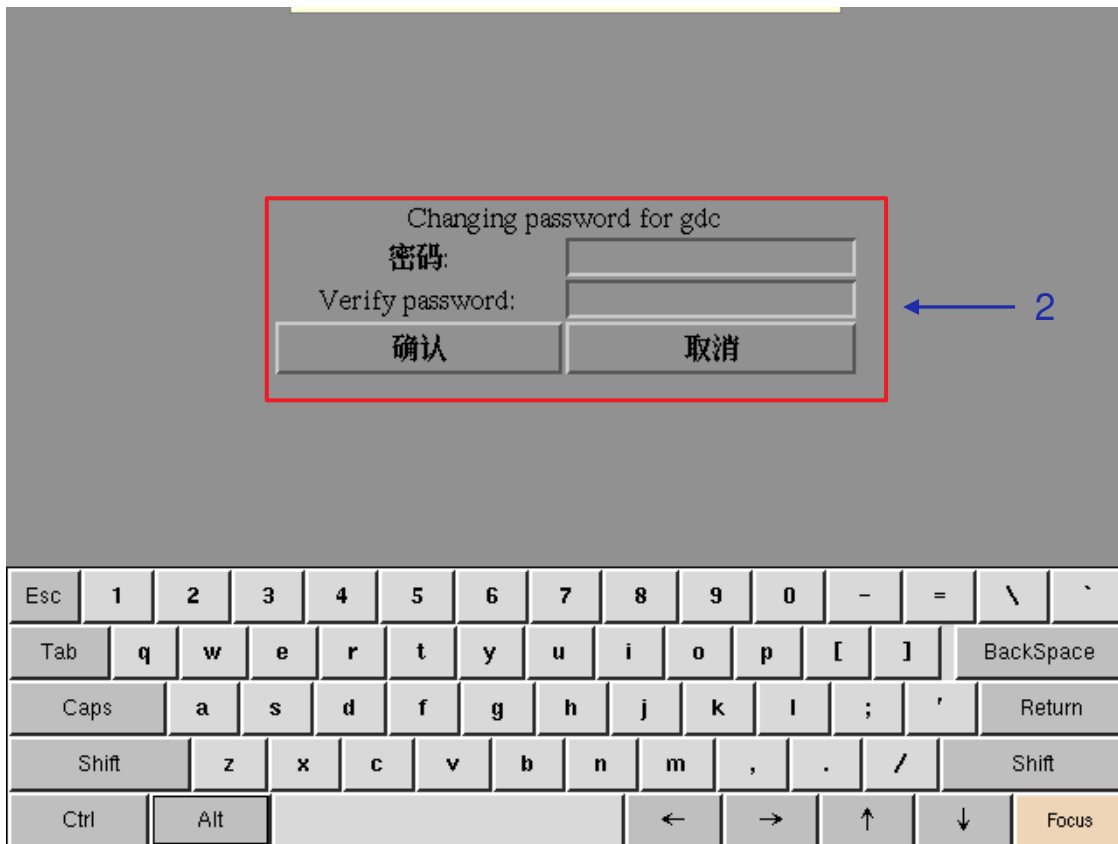 Changing password for gdc
密码:
Verify password:
确认 取消
2
Esc 1 2 3 4 5 6 7 8 9 0 - = \ `
Tab q w e r t y u i o p [ ] BackSpace
Caps a s d f g h j k l ; ' Return
Shift z x c v b n m , . / Shift
Ctrl Alt ← → ↑ ↓ Focus